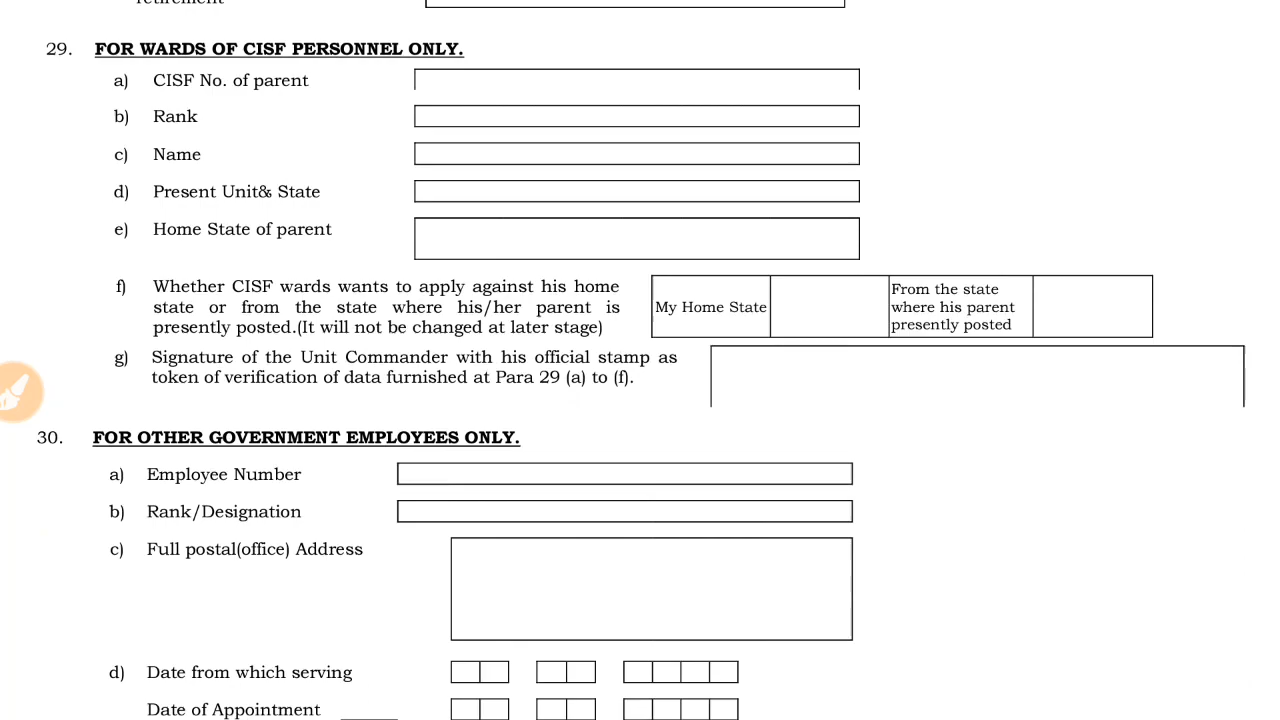 retirement
29. FOR WARDS OF CISF PERSONNEL ONLY.
a) CISF No. of parent
b) Rank
c) Name
d) Present Unit& State
e) Home State of parent
f) Whether CISF wards wants to apply against his home
state or from the state where his/her parent is
presently posted.(It will not be changed at later stage)
My Home State
From the state
where his parent
presently posted
g) Signature of the Unit Commander with his official stamp as
token of verification of data furnished at Para 29 (a) to (f).
30. FOR OTHER GOVERNMENT EMPLOYEES ONLY.
a) Employee Number
b) Rank/Designation
c) Full postal(office) Address
d) Date from which serving
Date of Appointment